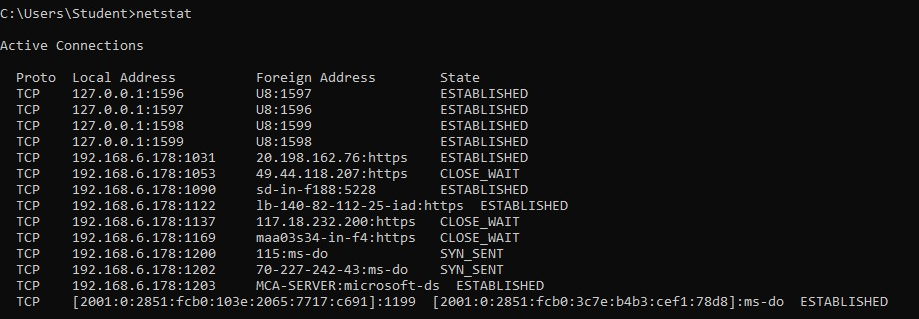 C:\Users\Student>netstat
Active Connections
Proto Local Address Foreign Address State
TCP 127.0.0.1:1596 U8:1597 ESTABLISHED
TCP 127.0.0.1:1597 U8:1596 ESTABLISHED
TCP 127.0.0.1:1598 U8:1599 ESTABLISHED
TCP 127.0.0.1:1599 U8:1598 ESTABLISHED
TCP 192.168.6.178:1031 20.198.162.76:https ESTABLISHED
TCP 192.168.6.178:1053 49.44.118.207:https CLOSE_WAIT
TCP 192.168.6.178:1090 sd-in-f188:5228 ESTABLISHED
TCP 192.168.6.178:1122 lb-140-82-112-25-iad:https ESTABLISHED
TCP 192.168.6.178:1137 117.18.232.200:https CLOSE_WAIT
TCP 192.168.6.178:1169 maa03s34-in-f4:https CLOSE_WAIT
TCP 192.168.6.178:1200 115:ms-do SYN_SENT
TCP 192.168.6.178:1202 70-227-242-43:ms-do SYN_SENT
TCP 192.168.6.178:1203 MCA-SERVER:microsoft-ds ESTABLISHED
TCP [2001:0:2851:fcb0:103e:2065:7717:c691]:1199 [2001:0:2851:fcb0:3c7e:b4b3:cef1:78d8]:ms-do ESTABLISHED